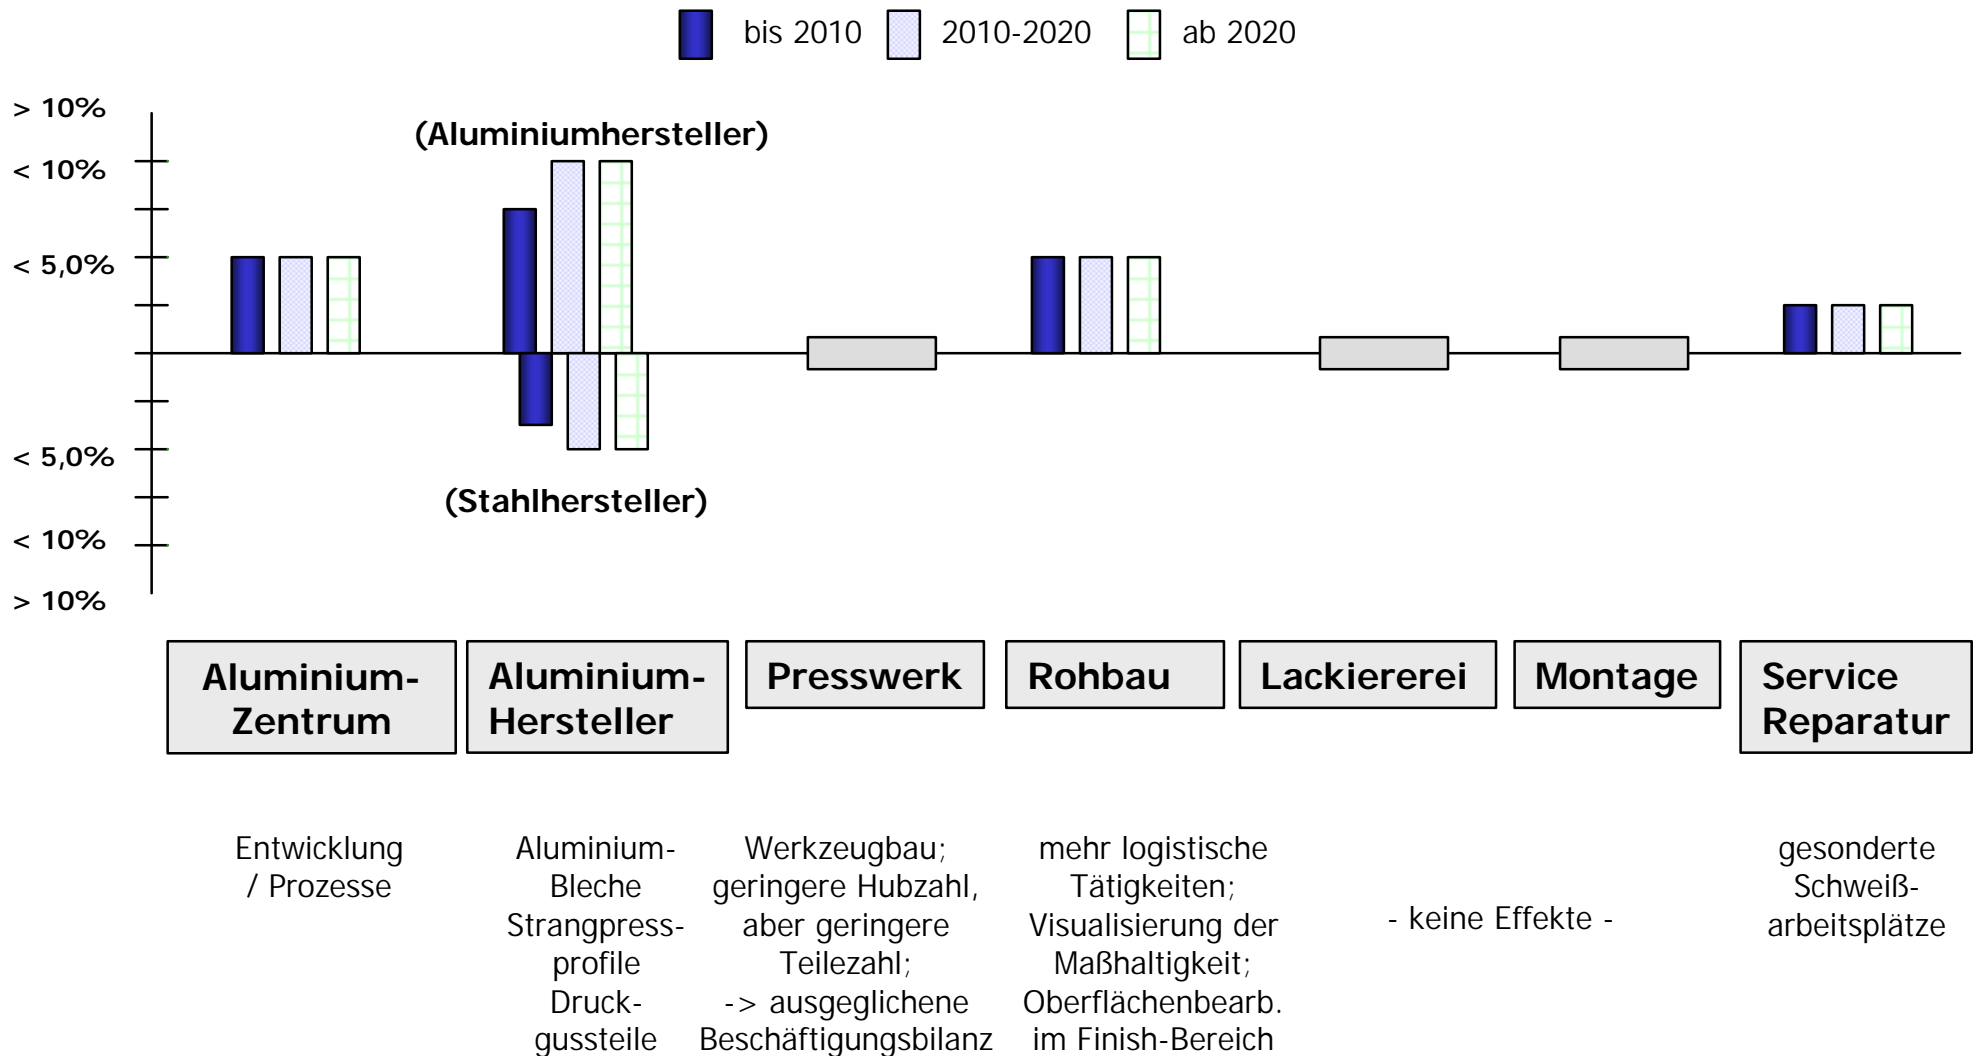 bis 2010 2010-2020 ab 2020
> 10%
(Aluminiumhersteller)
< 10%
< 5,0%
< 5,0%
(Stahlhersteller)
< 10%
> 10%
Aluminium-
Zentrum
Aluminium-
Hersteller
Presswerk
Rohbau
Lackiererei
Montage
Service
Reparatur
Entwicklung
/ Prozesse
Aluminium-
Bleche
Strangpress-
profile
Druck-
gussteile
Werkzeugbau;
geringere Hubzahl,
aber geringere
Teilezahl;
-> ausgeglichene
Beschäftigungsbilanz
mehr logistische
Tätigkeiten;
Visualisierung der
Maßhaltigkeit;
Oberflächenbearb.
im Finish-Bereich
- keine Effekte -
gesonderte
Schweiß-
arbeitsplätze